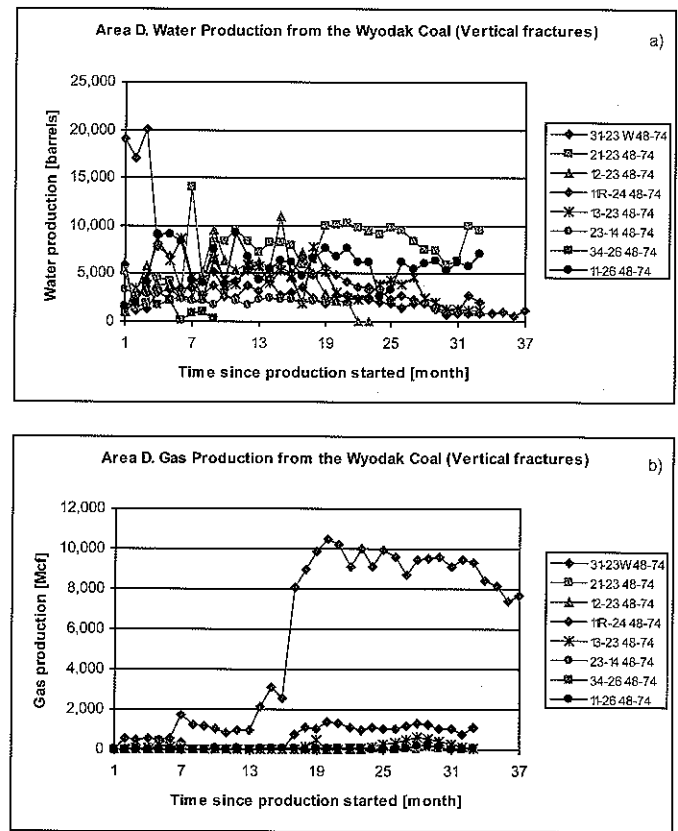 Area D. Water Production from the Wyodak Coal (Vertical fractures)
a)
25,000
20,000
15,000
10,000
5,000
0
Water production [barrels]
1 7 13 19 25 31 37
Time since production started [month]
31-23 W 48-74
21-23 48-74
12-23 48-74
11R-24 48-74
13-23 48-74
23-14 48-74
34-26 48-74
11-26 48-74
Area D. Gas Production from the Wyodak Coal (Vertical fractures)
b)
12,000
10,000
8,000
6,000
4,000
2,000
0
Gas production [Mcf]
1 7 13 19 25 31 37
Time since production started [month]
31-23W 48-74
21-23 48-74
12-23 48-74
11R-24 48-74
13-23 48-74
23-14 48-74
34-26 48-74
11-26 48-74